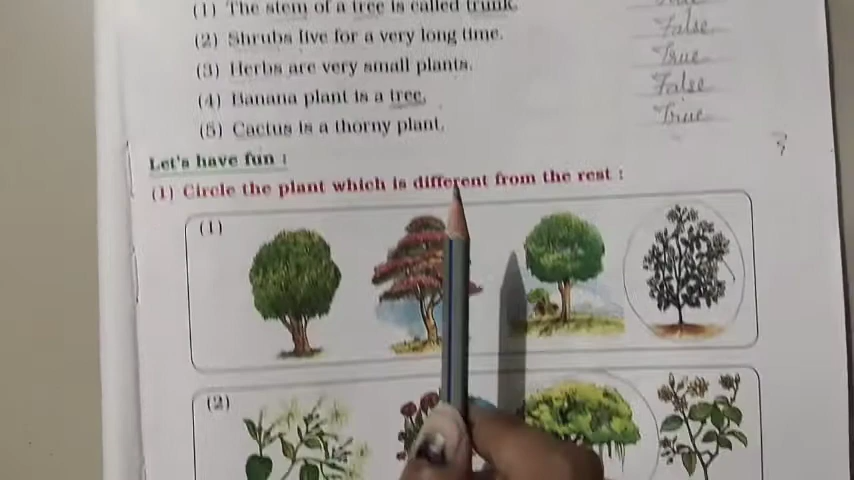 (1) The stem of a tree is called trunk.
(2) Shrubs live for a very long time. False
(3) Herbs are very small plants. True
(4) Banana plant is a tree. False
(5) Cactus is a thorny plant. True
Let's have fun :
(1) Circle the plant which is different from the rest :
(1)
(2)